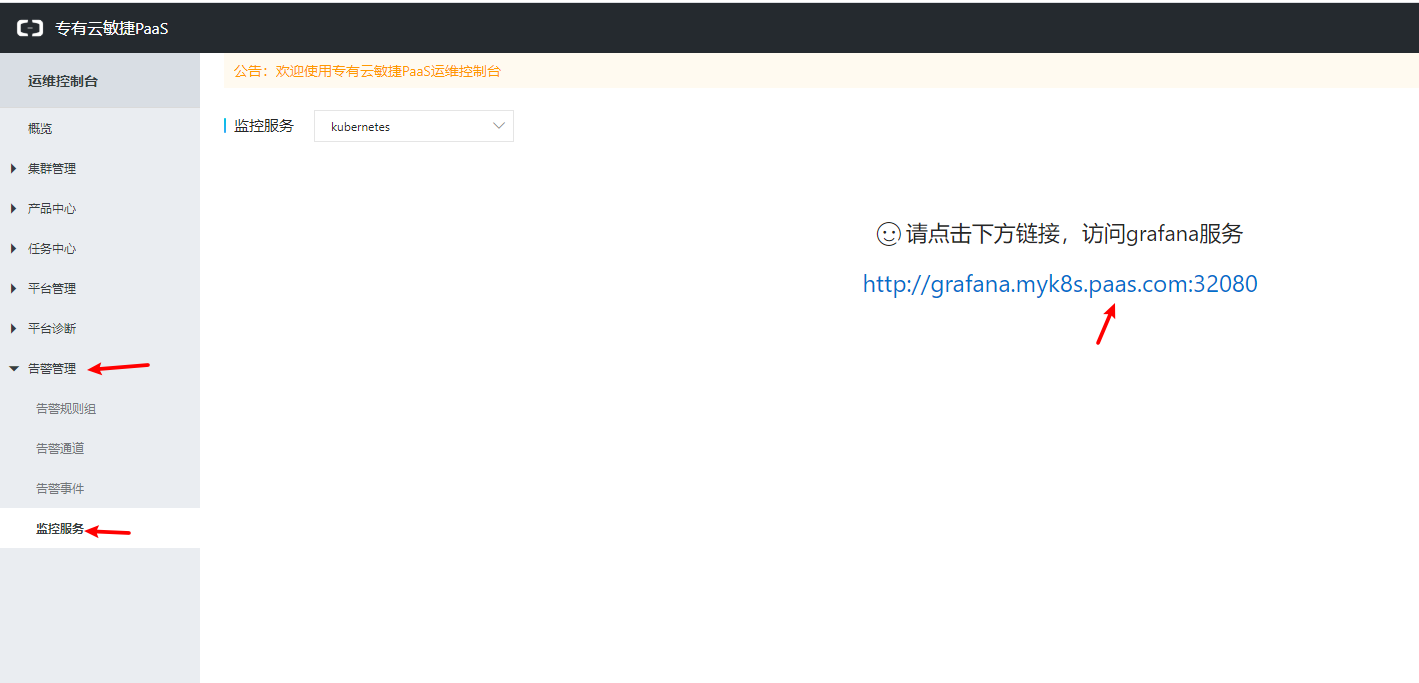 专有云敏捷PaaS
运维控制台
概览
集群管理
产品中心
任务中心
平台管理
平台诊断
告警管理
告警规则组
告警通道
告警事件
监控服务
公告：欢迎使用专有云敏捷PaaS运维控制台
监控服务 kubernetes
请点击下方链接，访问grafana服务
http://grafana.myk8s.paas.com:32080